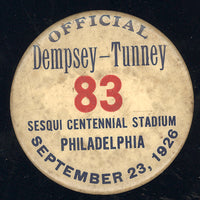 OFFICIAL
Dempsey-Tunney
83
SESQUI CENTENNIAL STADIUM
PHILADELPHIA
SEPTEMBER 23, 1926